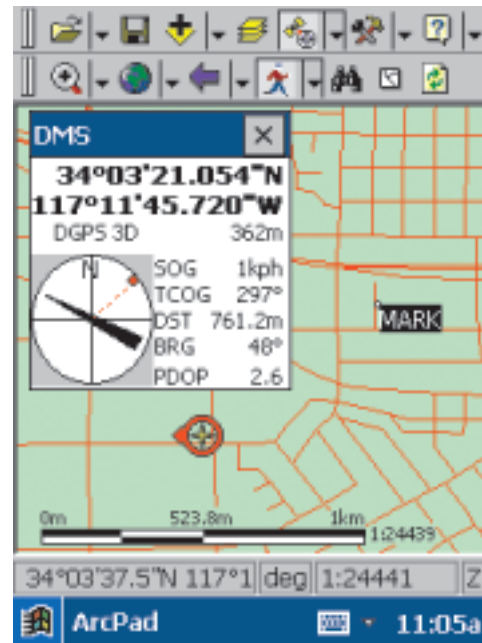 DMS
34°03'21.054"N
117°11'45.720"W
DGPS 3D 362m
N
SOG 1kph
TCOG 297°
DST 761.2m
BRG 48°
PDOP 2.6
MARK
0m 523.8m 1km
1:24439
34°03'37.5"N 117°1 deg 1:24441 Z
ArcPad 11:05a